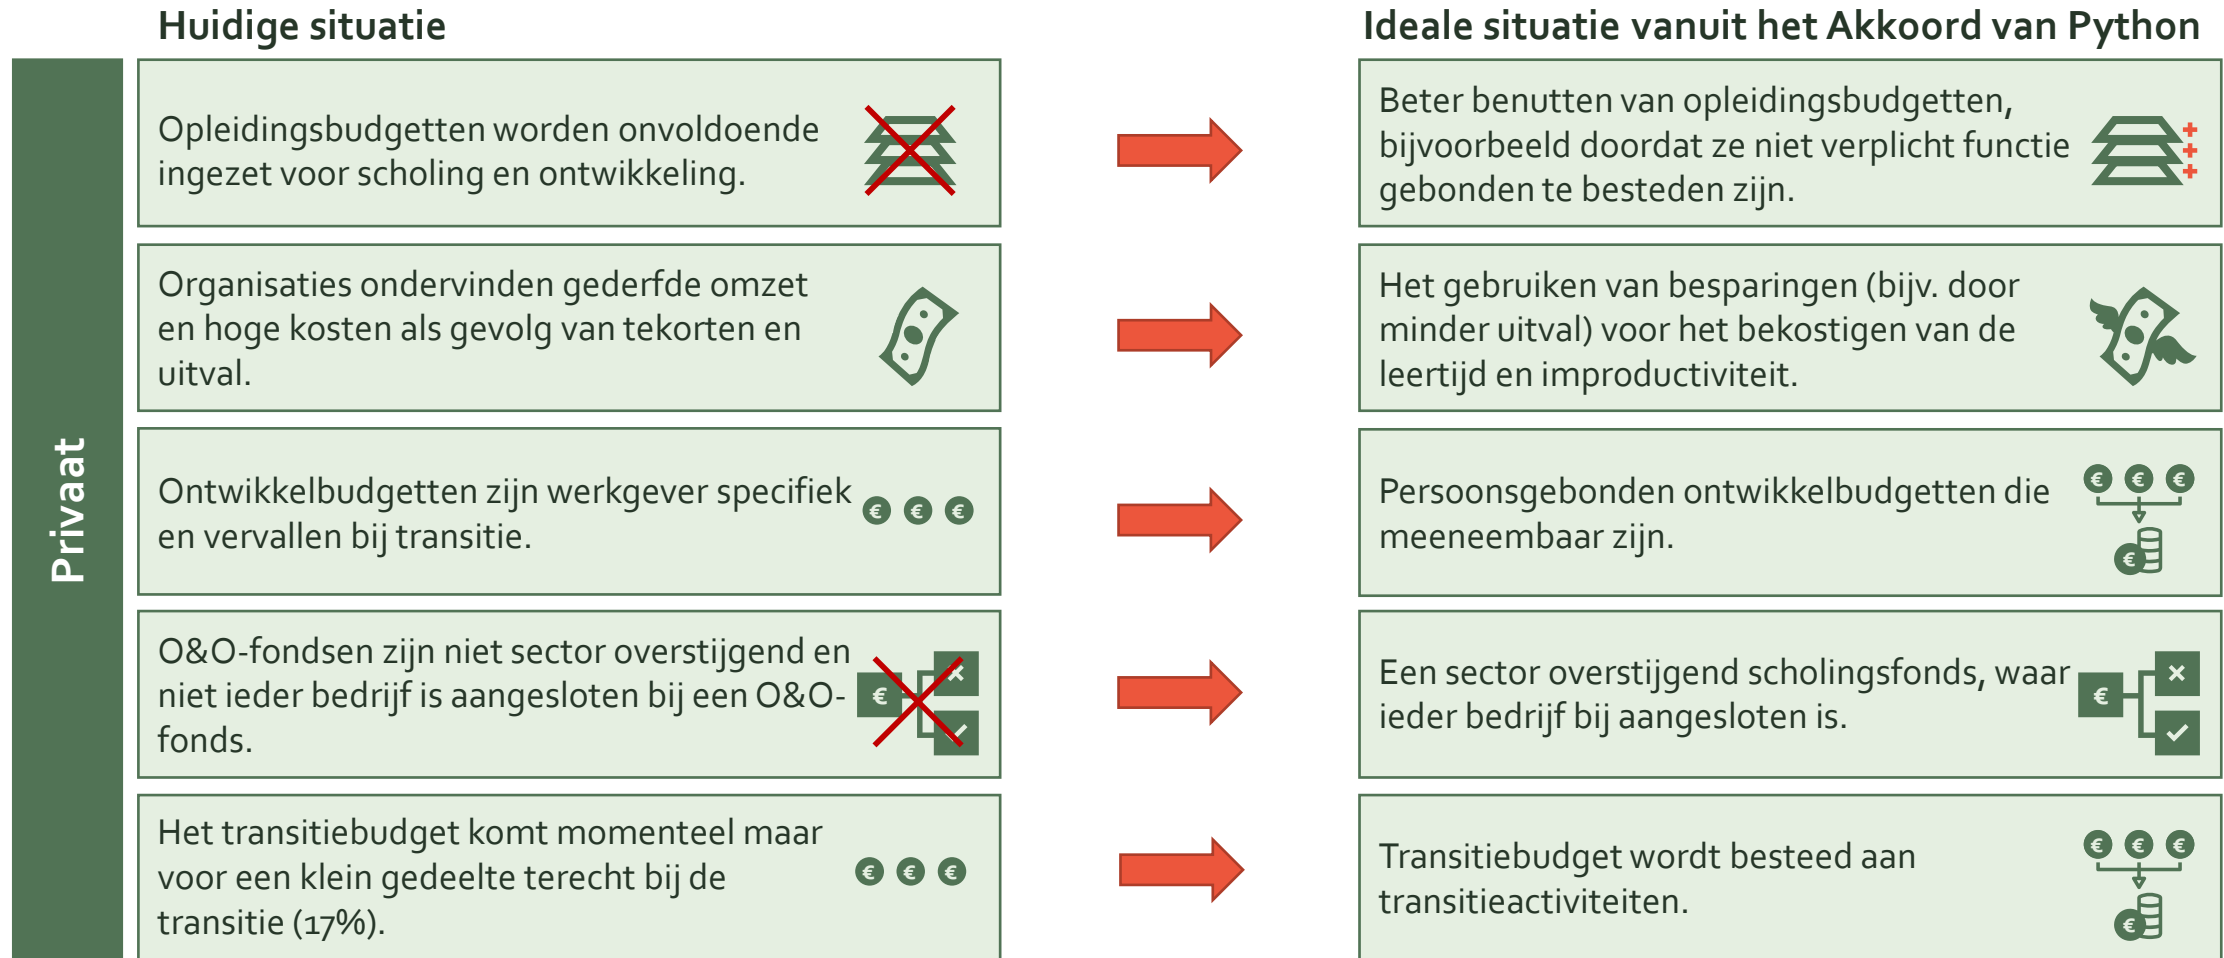 Huidige situatie
Ideale situatie vanuit het Akkoord van Python
Privaat
Opleidingsbudgetten worden onvoldoende
ingezet voor scholing en ontwikkeling.
Beter benutten van opleidingsbudgetten,
bijvoorbeeld doordat ze niet verplicht functie
gebonden te besteden zijn.
Organisaties ondervinden gederfde omzet
en hoge kosten als gevolg van tekorten en
uitval.
Het gebruiken van besparingen (bijv. door
minder uitval) voor het bekostigen van de
leertijd en improductiviteit.
Ontwikkelbudgetten zijn werkgever specifiek
en vervallen bij transitie.
€ € €
Persoonsgebonden ontwikkelbudgetten die
meeneembaar zijn.
€ € €
€
O&O-fondsen zijn niet sector overstijgend en
niet ieder bedrijf is aangesloten bij een O&O-
fonds.
€
Een sector overstijgend scholingsfonds, waar
ieder bedrijf bij aangesloten is.
€
Het transitiebudget komt momenteel maar
voor een klein gedeelte terecht bij de
transitie (17%).
€ € €
Transitiebudget wordt besteed aan
transitieactiviteiten.
€ € €
€